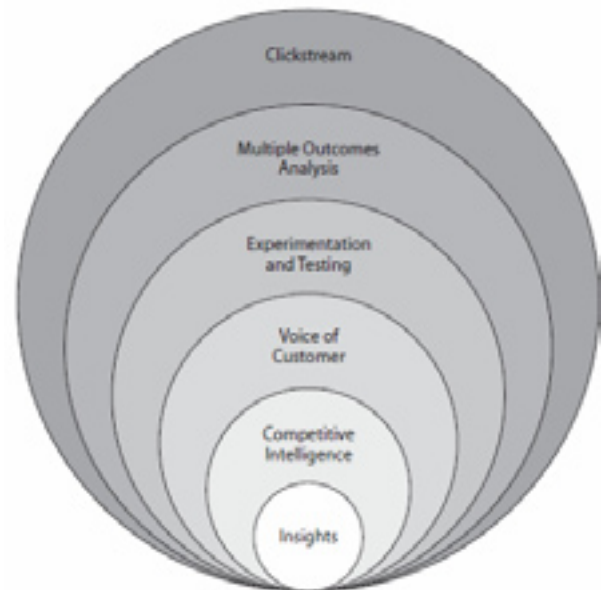 Clickstream
Multiple Outcomes
Analysis
Experimentation
and Testing
Voice of
Customer
Competitive
Intelligence
Insights